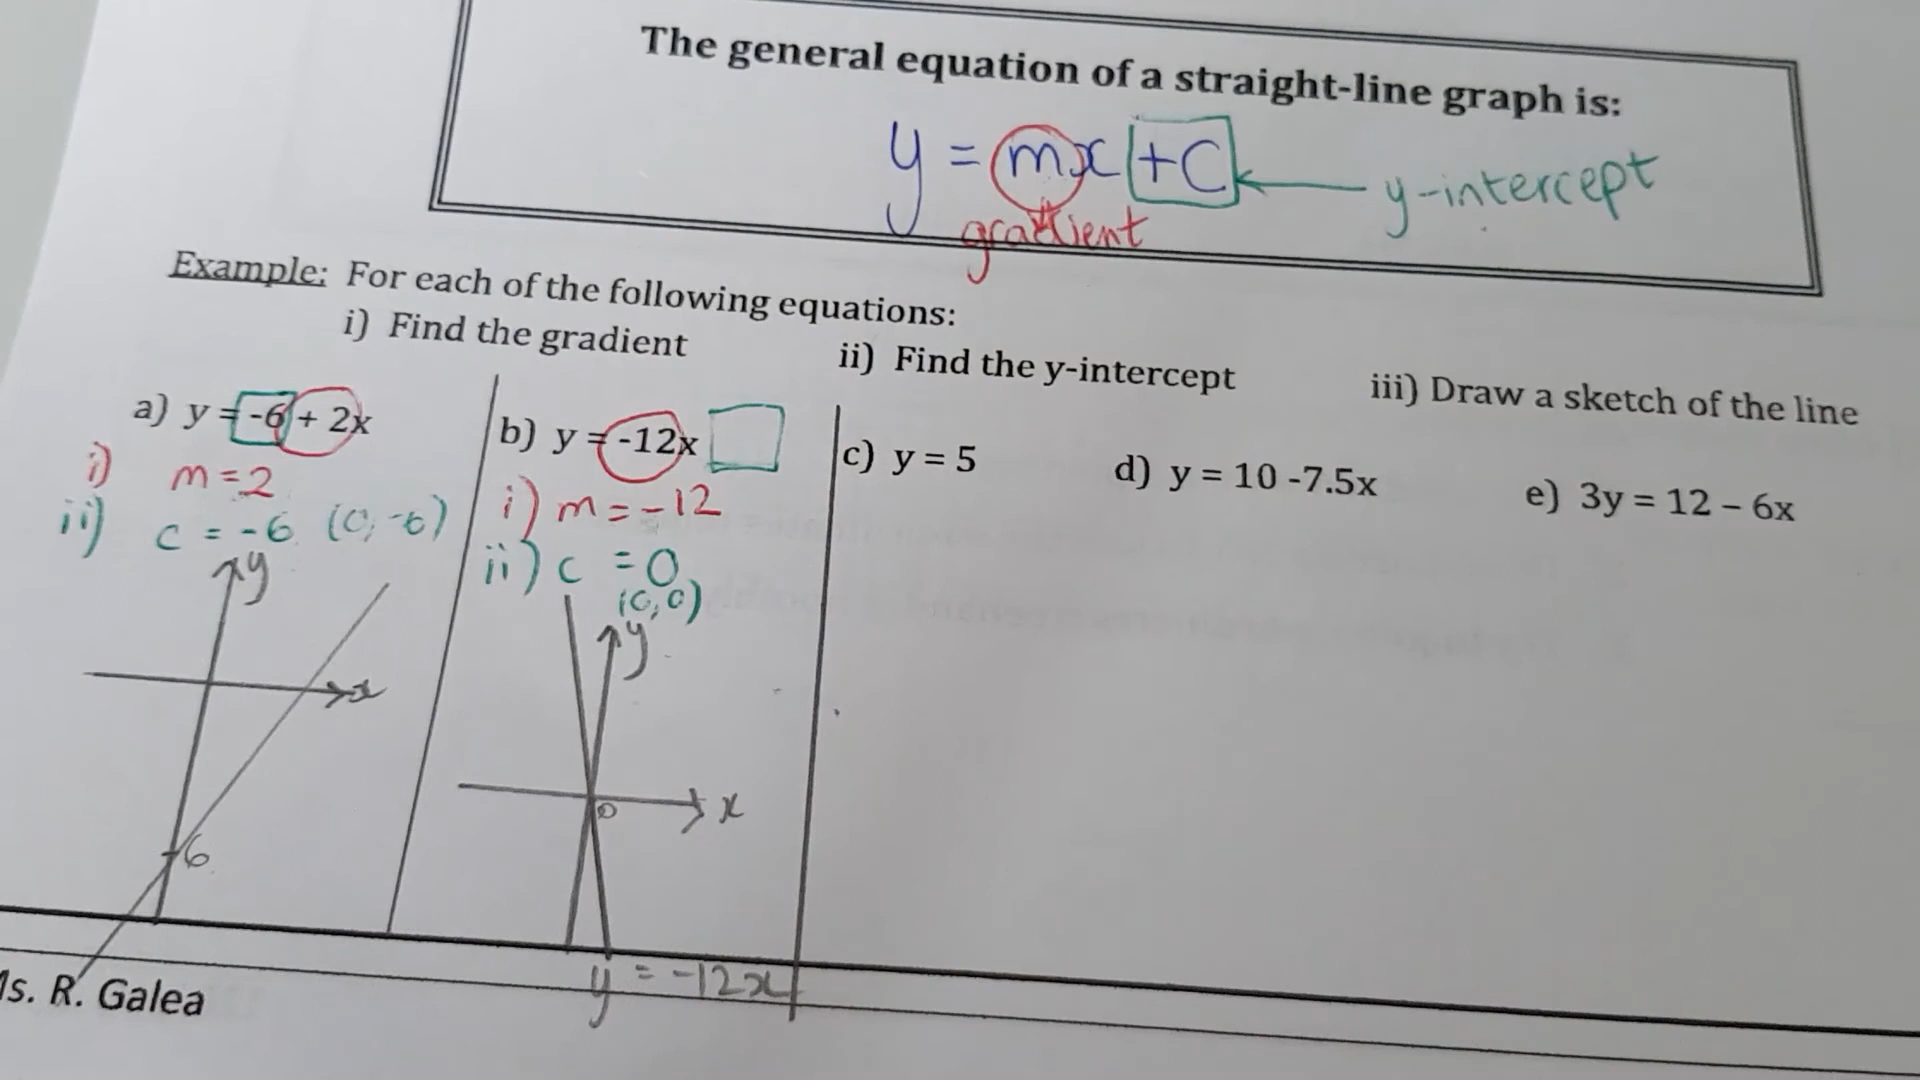 The general equation of a straight-line graph is:
y = mx + C
y-intercept
gradient
Example: For each of the following equations:
i) Find the gradient
ii) Find the y-intercept
iii) Draw a sketch of the line
a) y = -6 + 2x
i) m = 2
ii) c = -6 (0, -6)
y
x
-6
b) y = -12x
i) m = -12
ii) c = 0
(0,0)
y
x
0
y = -12x
c) y = 5
d) y = 10 -7.5x
e) 3y = 12 – 6x
R. Galea